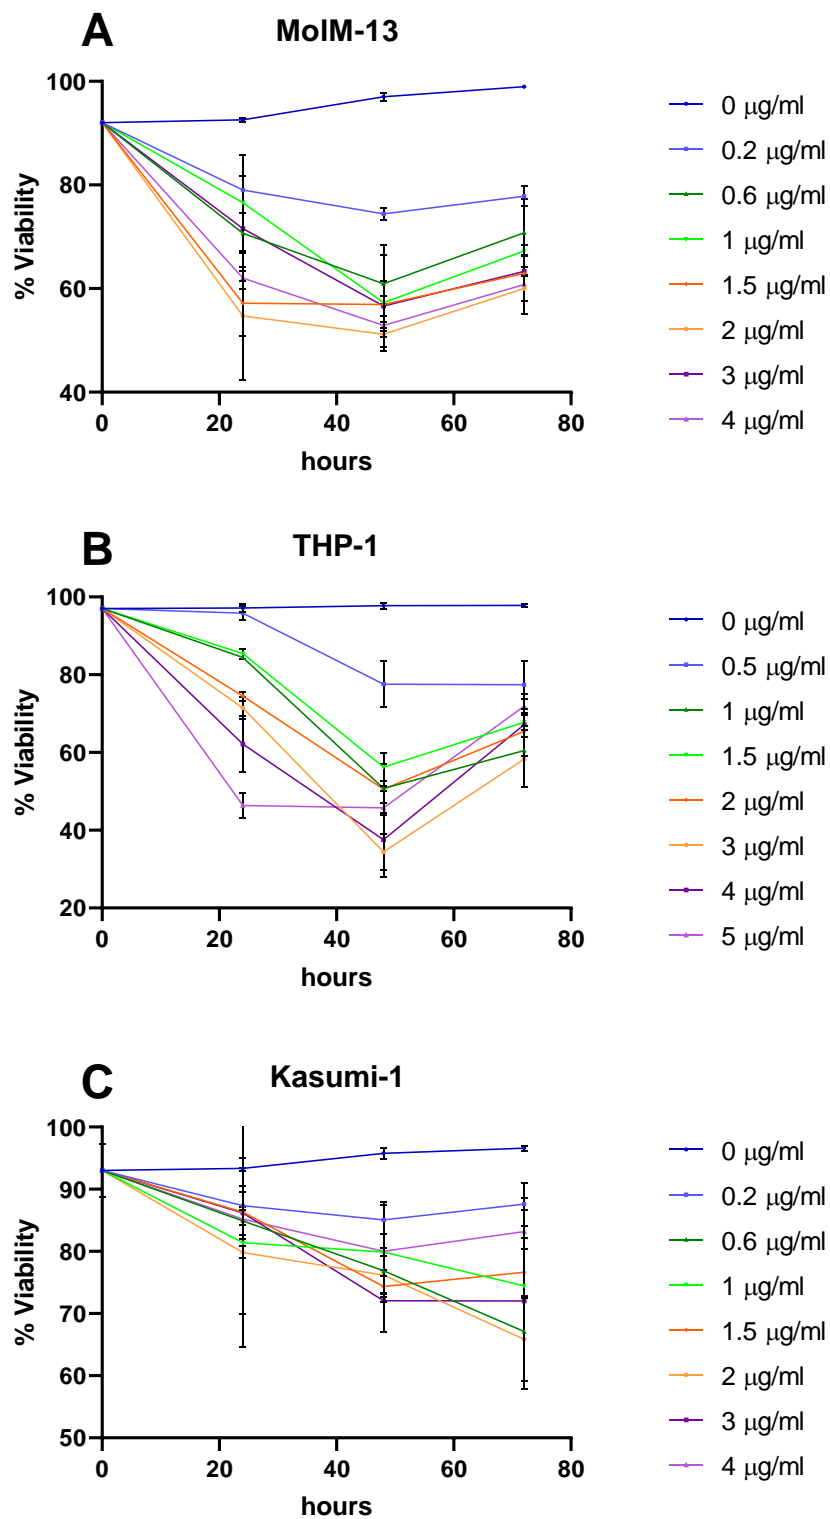 A
MolM-13
100
80
60
40
% Viability
0
20
40
60
80
hours
0 μg/ml
0.2 μg/ml
0.6 μg/ml
1 μg/ml
1.5 μg/ml
2 μg/ml
3 μg/ml
4 μg/ml
B
THP-1
100
80
60
40
20
% Viability
0
20
40
60
80
hours
0 μg/ml
0.5 μg/ml
1 μg/ml
1.5 μg/ml
2 μg/ml
3 μg/ml
4 μg/ml
5 μg/ml
C
Kasumi-1
100
90
80
70
60
50
% Viability
0
20
40
60
80
hours
0 μg/ml
0.2 μg/ml
0.6 μg/ml
1 μg/ml
1.5 μg/ml
2 μg/ml
3 μg/ml
4 μg/ml